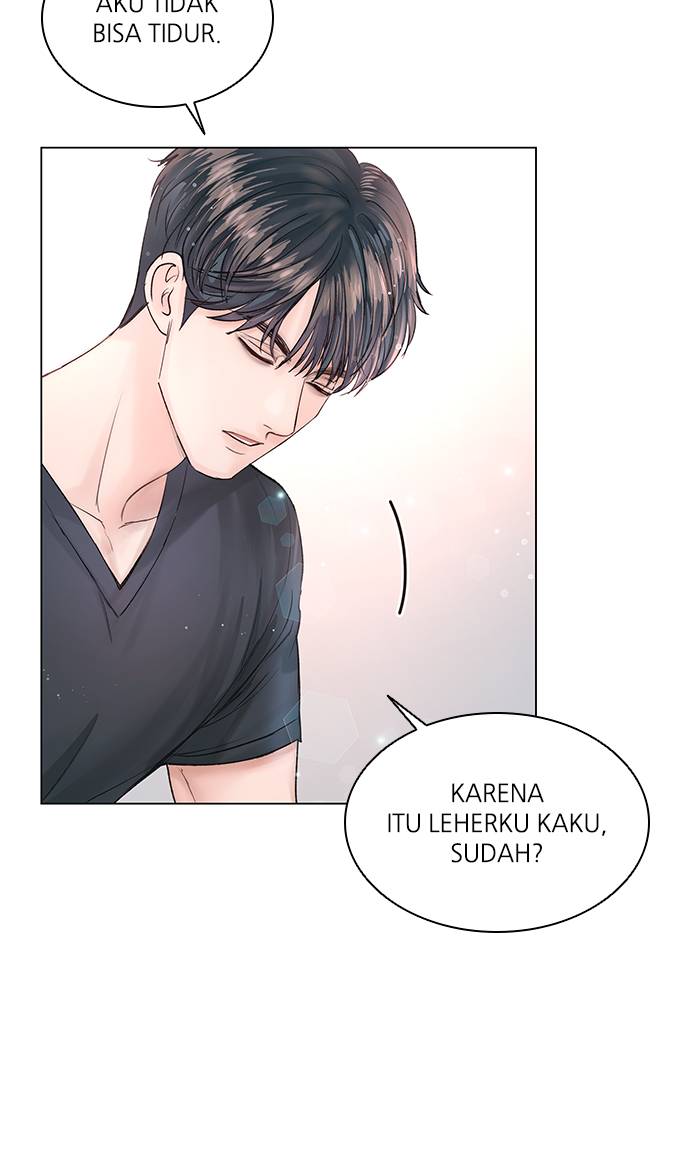 AKU TIDAK
BISA TIDUR.
KARENA
ITU LEHERKU KAKU,
SUDAH?